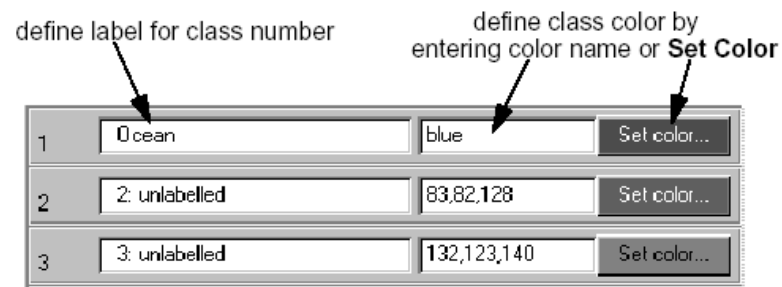 define label for class number
define class color by
entering color name or Set Color
1 Ocean blue Set color...
2 2: unlabelled 83,82,128 Set color...
3 3: unlabelled 132,123,140 Set color...